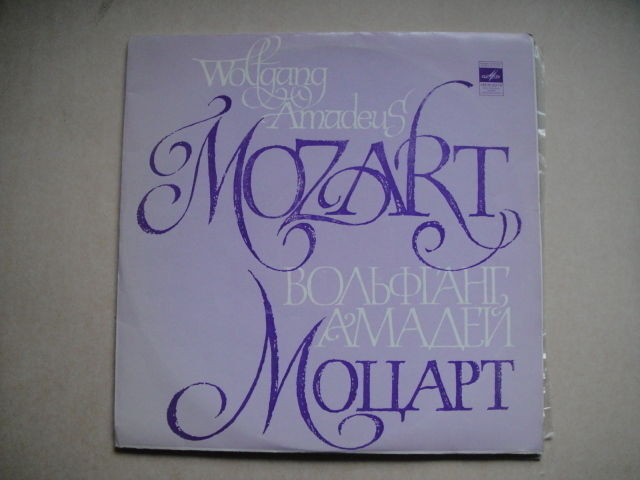 Wolfgang
Amadeus
MOZART
ВОЛЬФГАНГ
АМАДЕЙ
МОЦАРТ